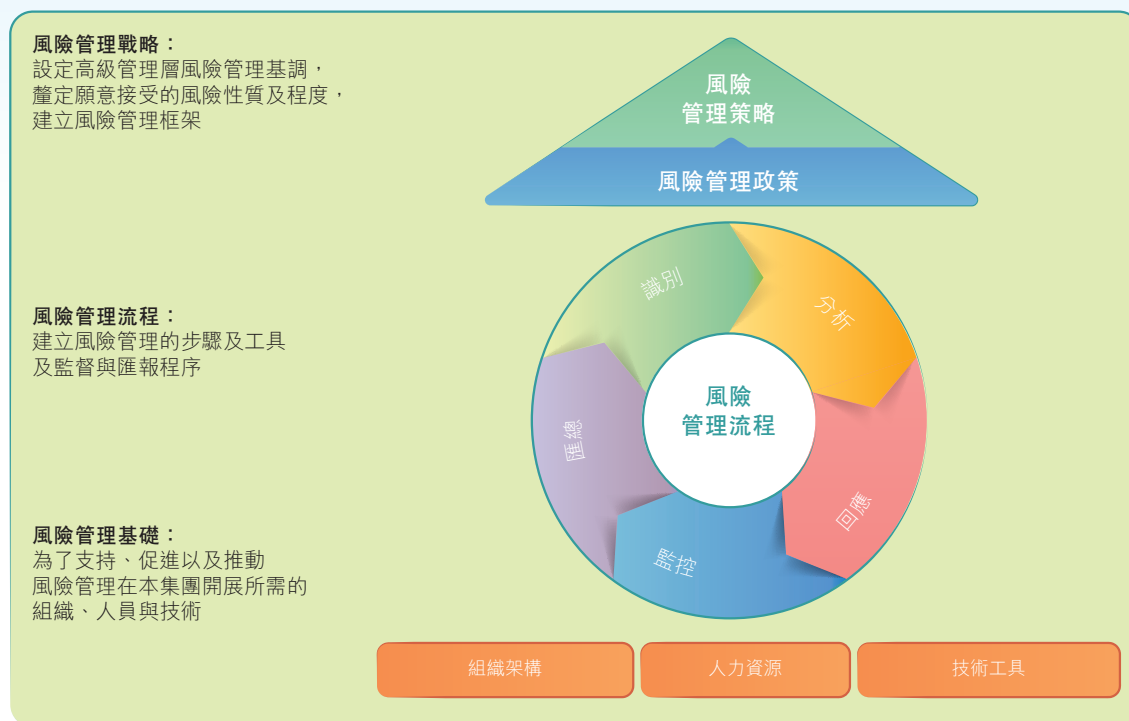 風險管理戰略：
設定高級管理層風險管理基調，
釐定願意接受的風險性質及程度，
建立風險管理框架
風險
管理策略
風險管理政策
風險管理流程：
建立風險管理的步驟及工具
及監督與匯報程序
識別
分析
回應
監控
匯總
風險
管理流程
風險管理基礎：
為了支持、促進以及推動
風險管理在本集團開展所需的
組織、人員與技術
組織架構
人力資源
技術工具